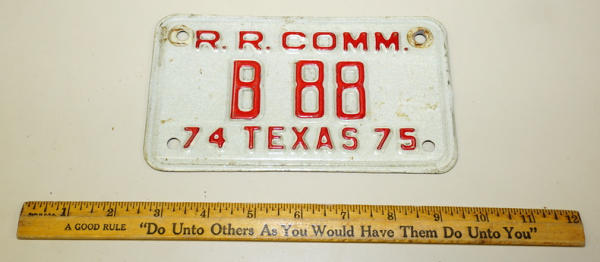 R. R. COMM.
B 88
74 TEXAS 75
1 2 3 4 5 6 7 8 9 10 11 12
A GOOD RULE "Do Unto Others As You Would Have Them Do Unto You"